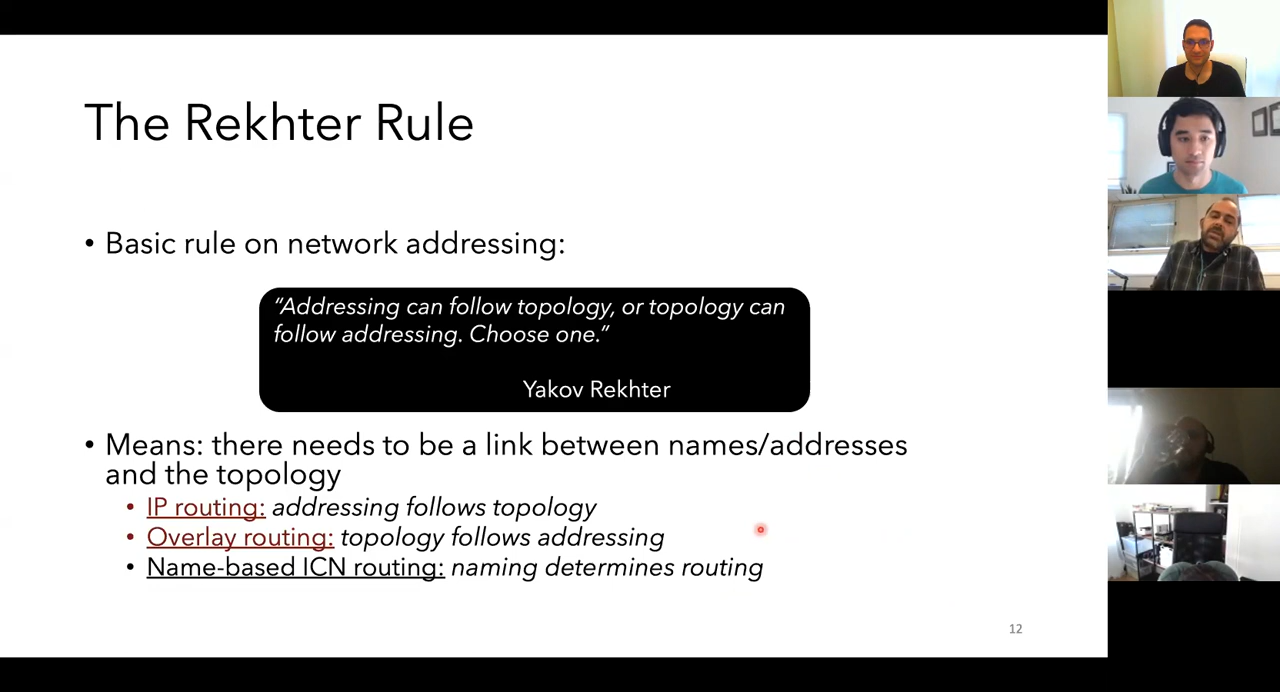 The Rekhter Rule
• Basic rule on network addressing:
“Addressing can follow topology, or topology can
follow addressing. Choose one.”
Yakov Rekhter
• Means: there needs to be a link between names/addresses
and the topology
• IP routing: addressing follows topology
• Overlay routing: topology follows addressing
• Name-based ICN routing: naming determines routing
12